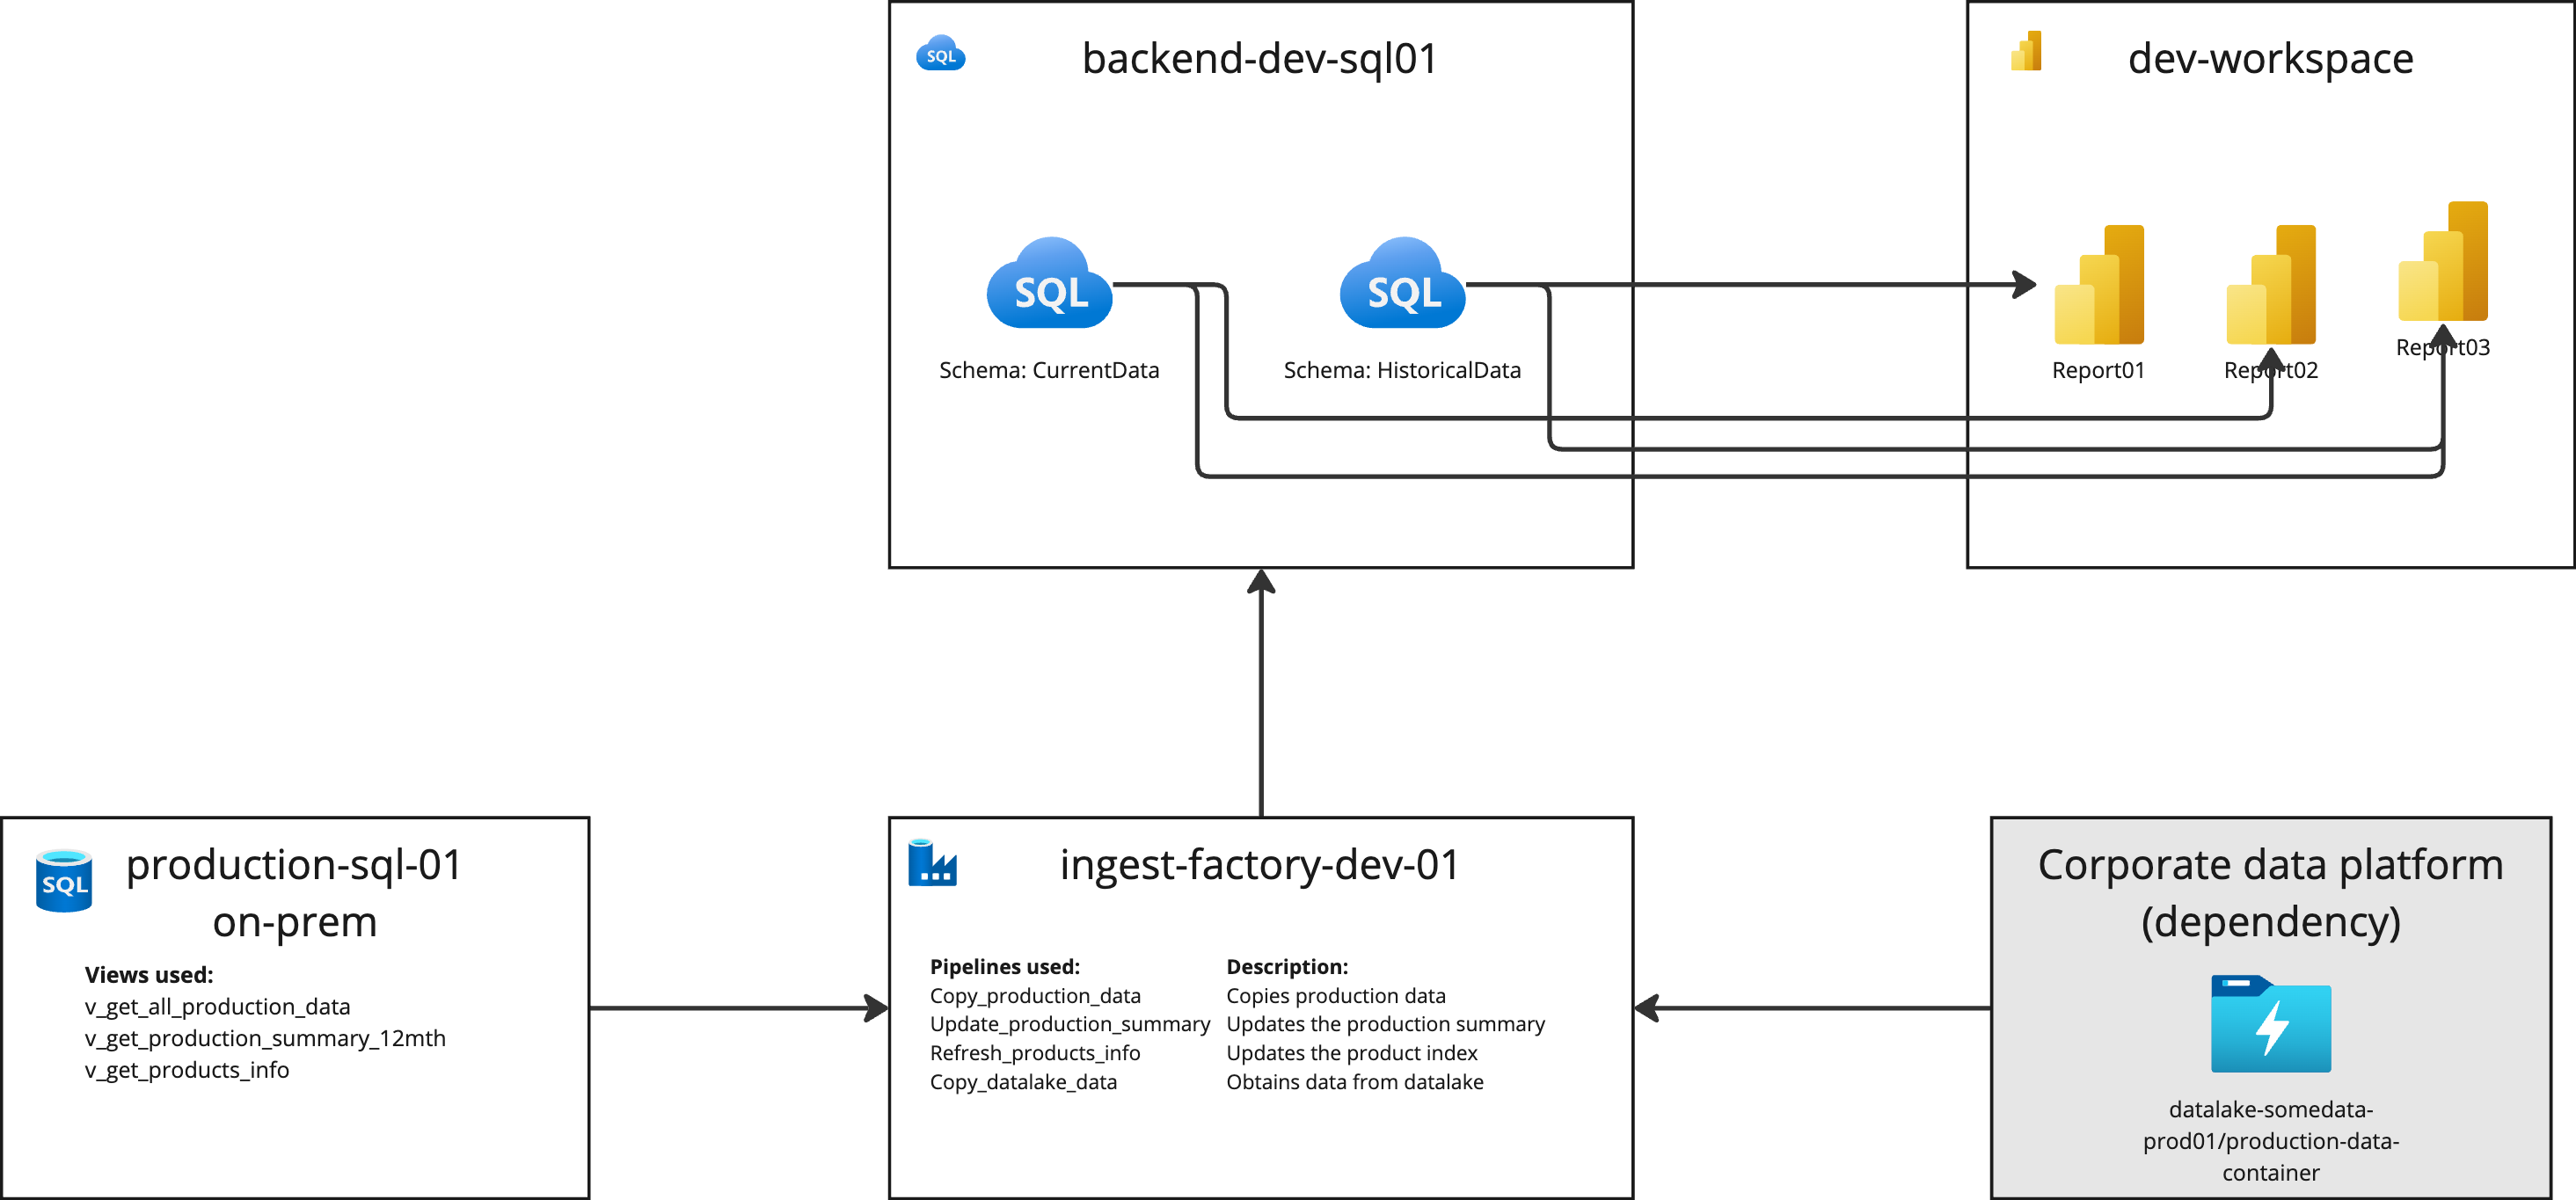 backend-dev-sql01
SQL
SQL
SQL
Schema: CurrentData
Schema: HistoricalData
dev-workspace
Report01
Report02
Report03
SQL
production-sql-01
on-prem
Views used:
v_get_all_production_data
v_get_production_summary_12mth
v_get_products_info
ingest-factory-dev-01
Pipelines used: Description:
Copy_production_data Copies production data
Update_production_summary Updates the production summary
Refresh_products_info Updates the product index
Copy_datalake_data Obtains data from datalake
Corporate data platform
(dependency)
datalake-somedata-
prod01/production-data-
container